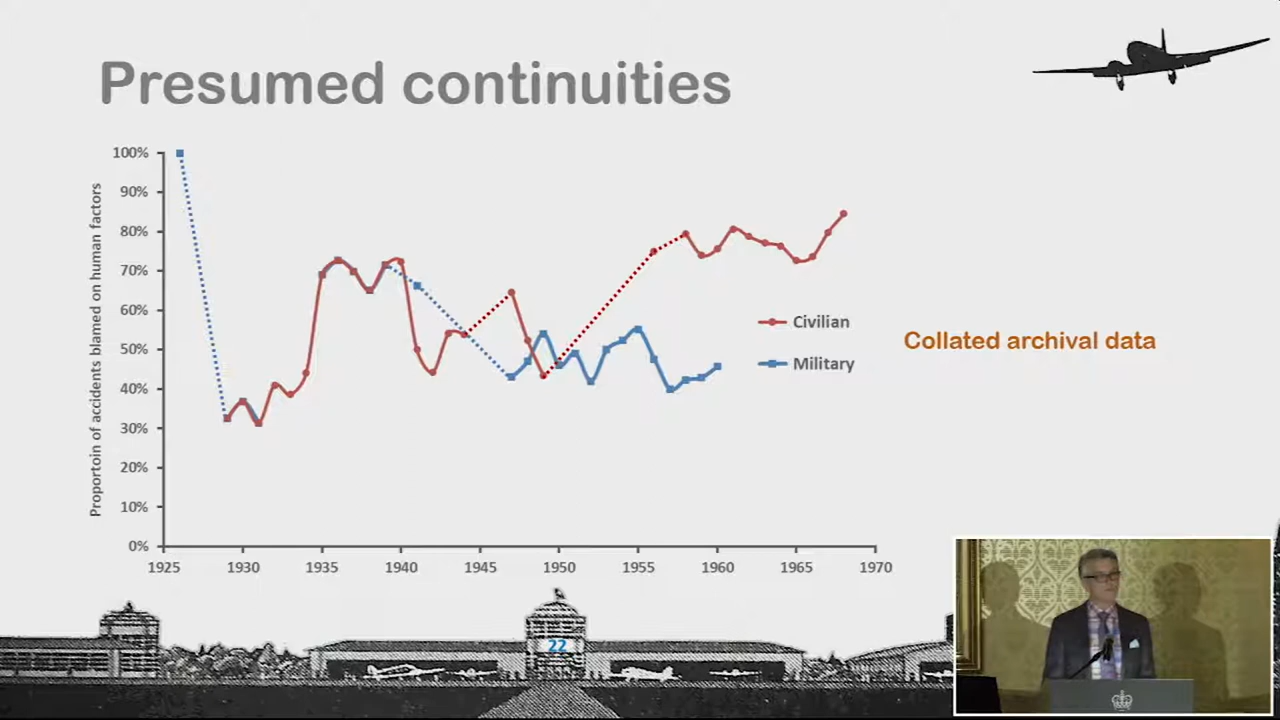 Presumed continuities
Proportoin of accidents blamed on human factors
100%
90%
80%
70%
60%
50%
40%
30%
20%
10%
0%
1925 1930 1935 1940 1945 1950 1955 1960 1965 1970
Civilian
Military
Collated archival data
22